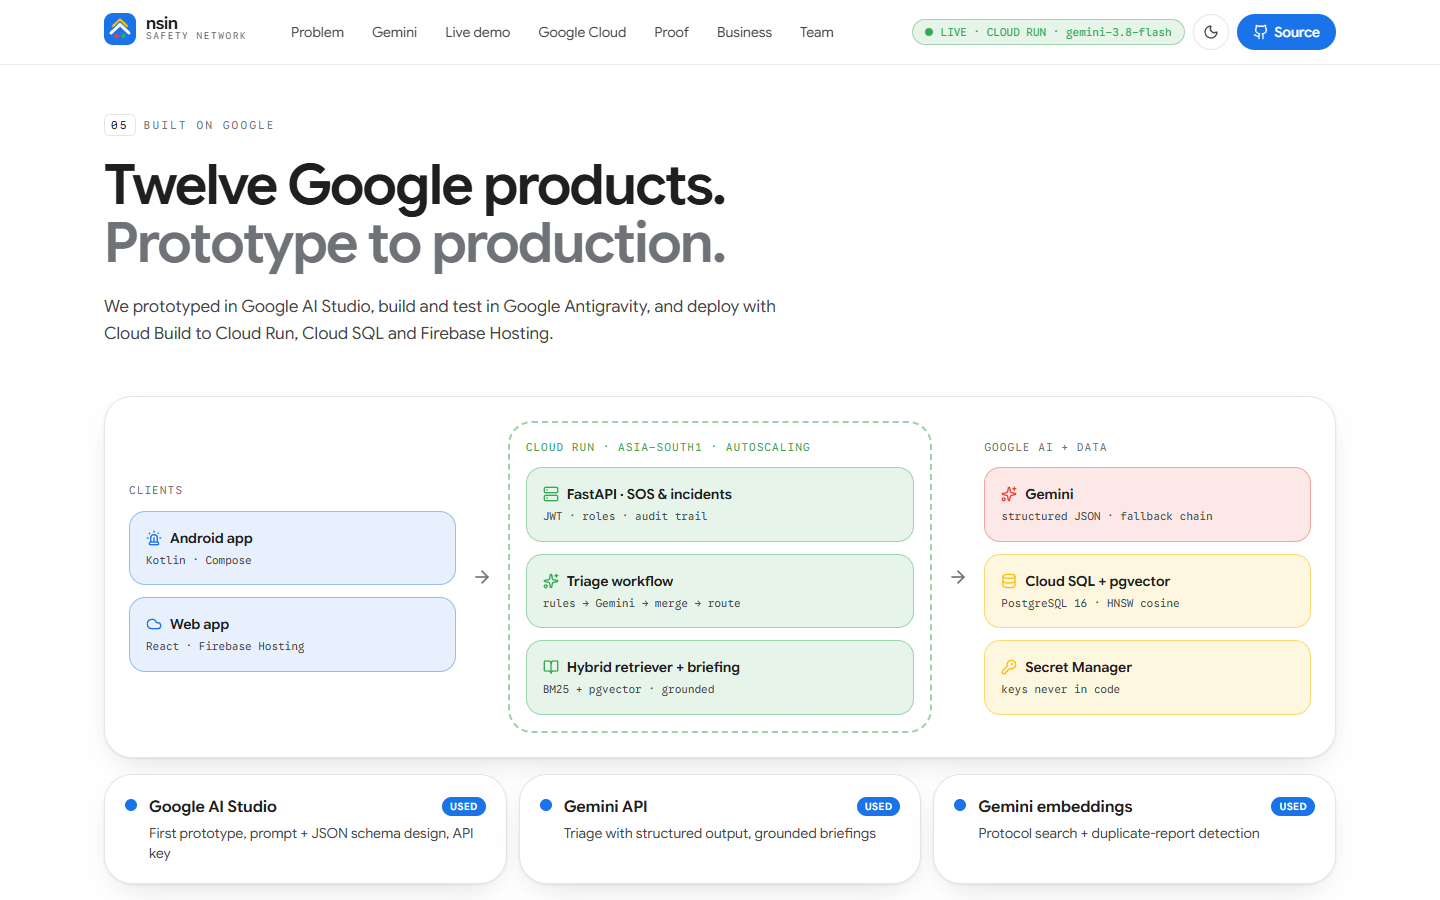 nsin
SAFETY NETWORK
Problem
Gemini
Live demo
Google Cloud
Proof
Business
Team
LIVE · CLOUD RUN · gemini-3.8-flash
Source
05
BUILT ON GOOGLE
Twelve Google products.
Prototype to production.
We prototyped in Google AI Studio, build and test in Google Antigravity, and deploy with
Cloud Build to Cloud Run, Cloud SQL and Firebase Hosting.
CLIENTS
Android app
Kotlin · Compose
Web app
React · Firebase Hosting
CLOUD RUN · ASIA-SOUTH1 · AUTOSCALING
FastAPI · SOS & incidents
JWT · roles · audit trail
Triage workflow
rules → Gemini → merge → route
Hybrid retriever + briefing
BM25 + pgvector · grounded
GOOGLE AI + DATA
Gemini
structured JSON · fallback chain
Cloud SQL + pgvector
PostgreSQL 16 · HNSW cosine
Secret Manager
keys never in code
Google AI Studio
USED
First prototype, prompt + JSON schema design, API
key
Gemini API
USED
Triage with structured output, grounded briefings
Gemini embeddings
USED
Protocol search + duplicate-report detection